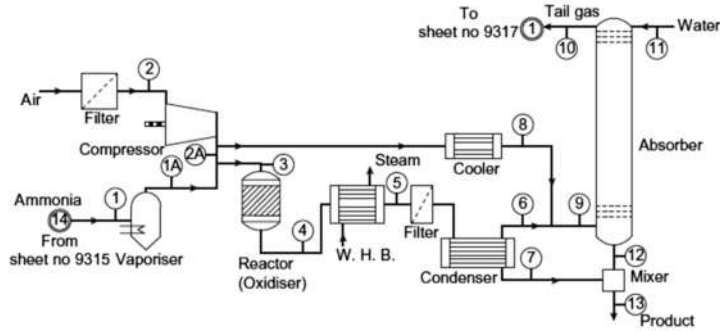 To
sheet no 9317
1
Tail gas
10
11
Water
2
Air
Filter
Compressor
2A
1A
3
8
Cooler
Absorber
Steam
5
Ammonia
14
1
From
sheet no 9315
Vaporiser
4
Reactor
(Oxidiser)
W. H. B.
Filter
6
9
Condenser
7
12
Mixer
13
Product